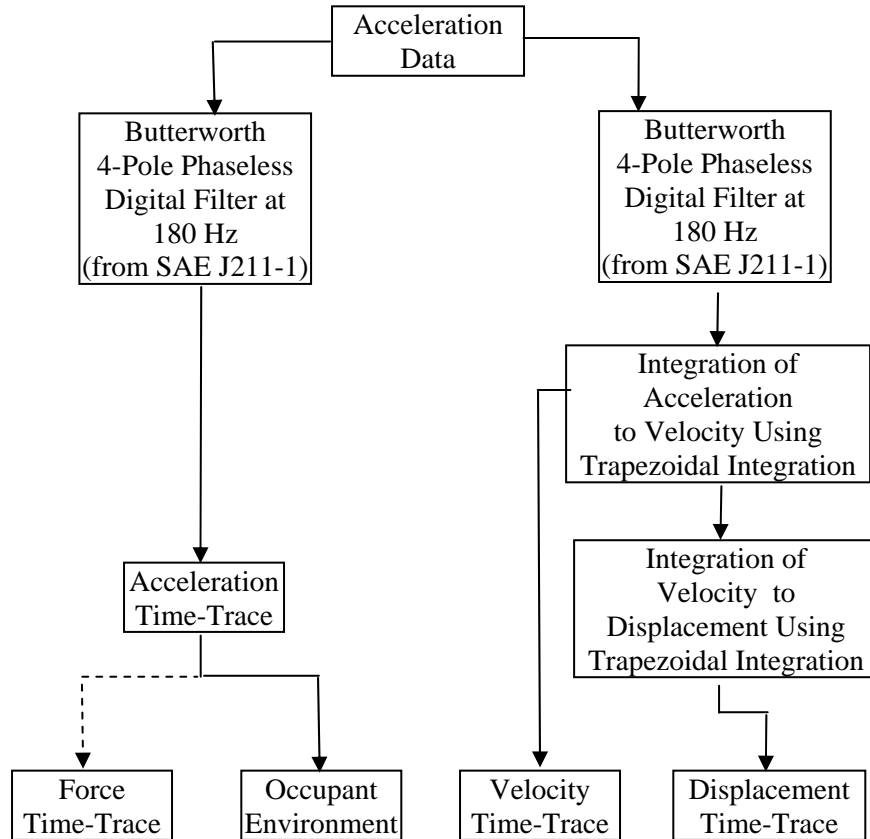 Acceleration
Data
Butterworth
4-Pole Phaseless
Digital Filter at
180 Hz
(from SAE J211-1)
Butterworth
4-Pole Phaseless
Digital Filter at
180 Hz
(from SAE J211-1)
Integration of
Acceleration
to Velocity Using
Trapezoidal Integration
Integration of
Velocity to
Displacement Using
Trapezoidal Integration
Acceleration
Time-Trace
Force
Time-Trace
Occupant
Environment
Velocity
Time-Trace
Displacement
Time-Trace